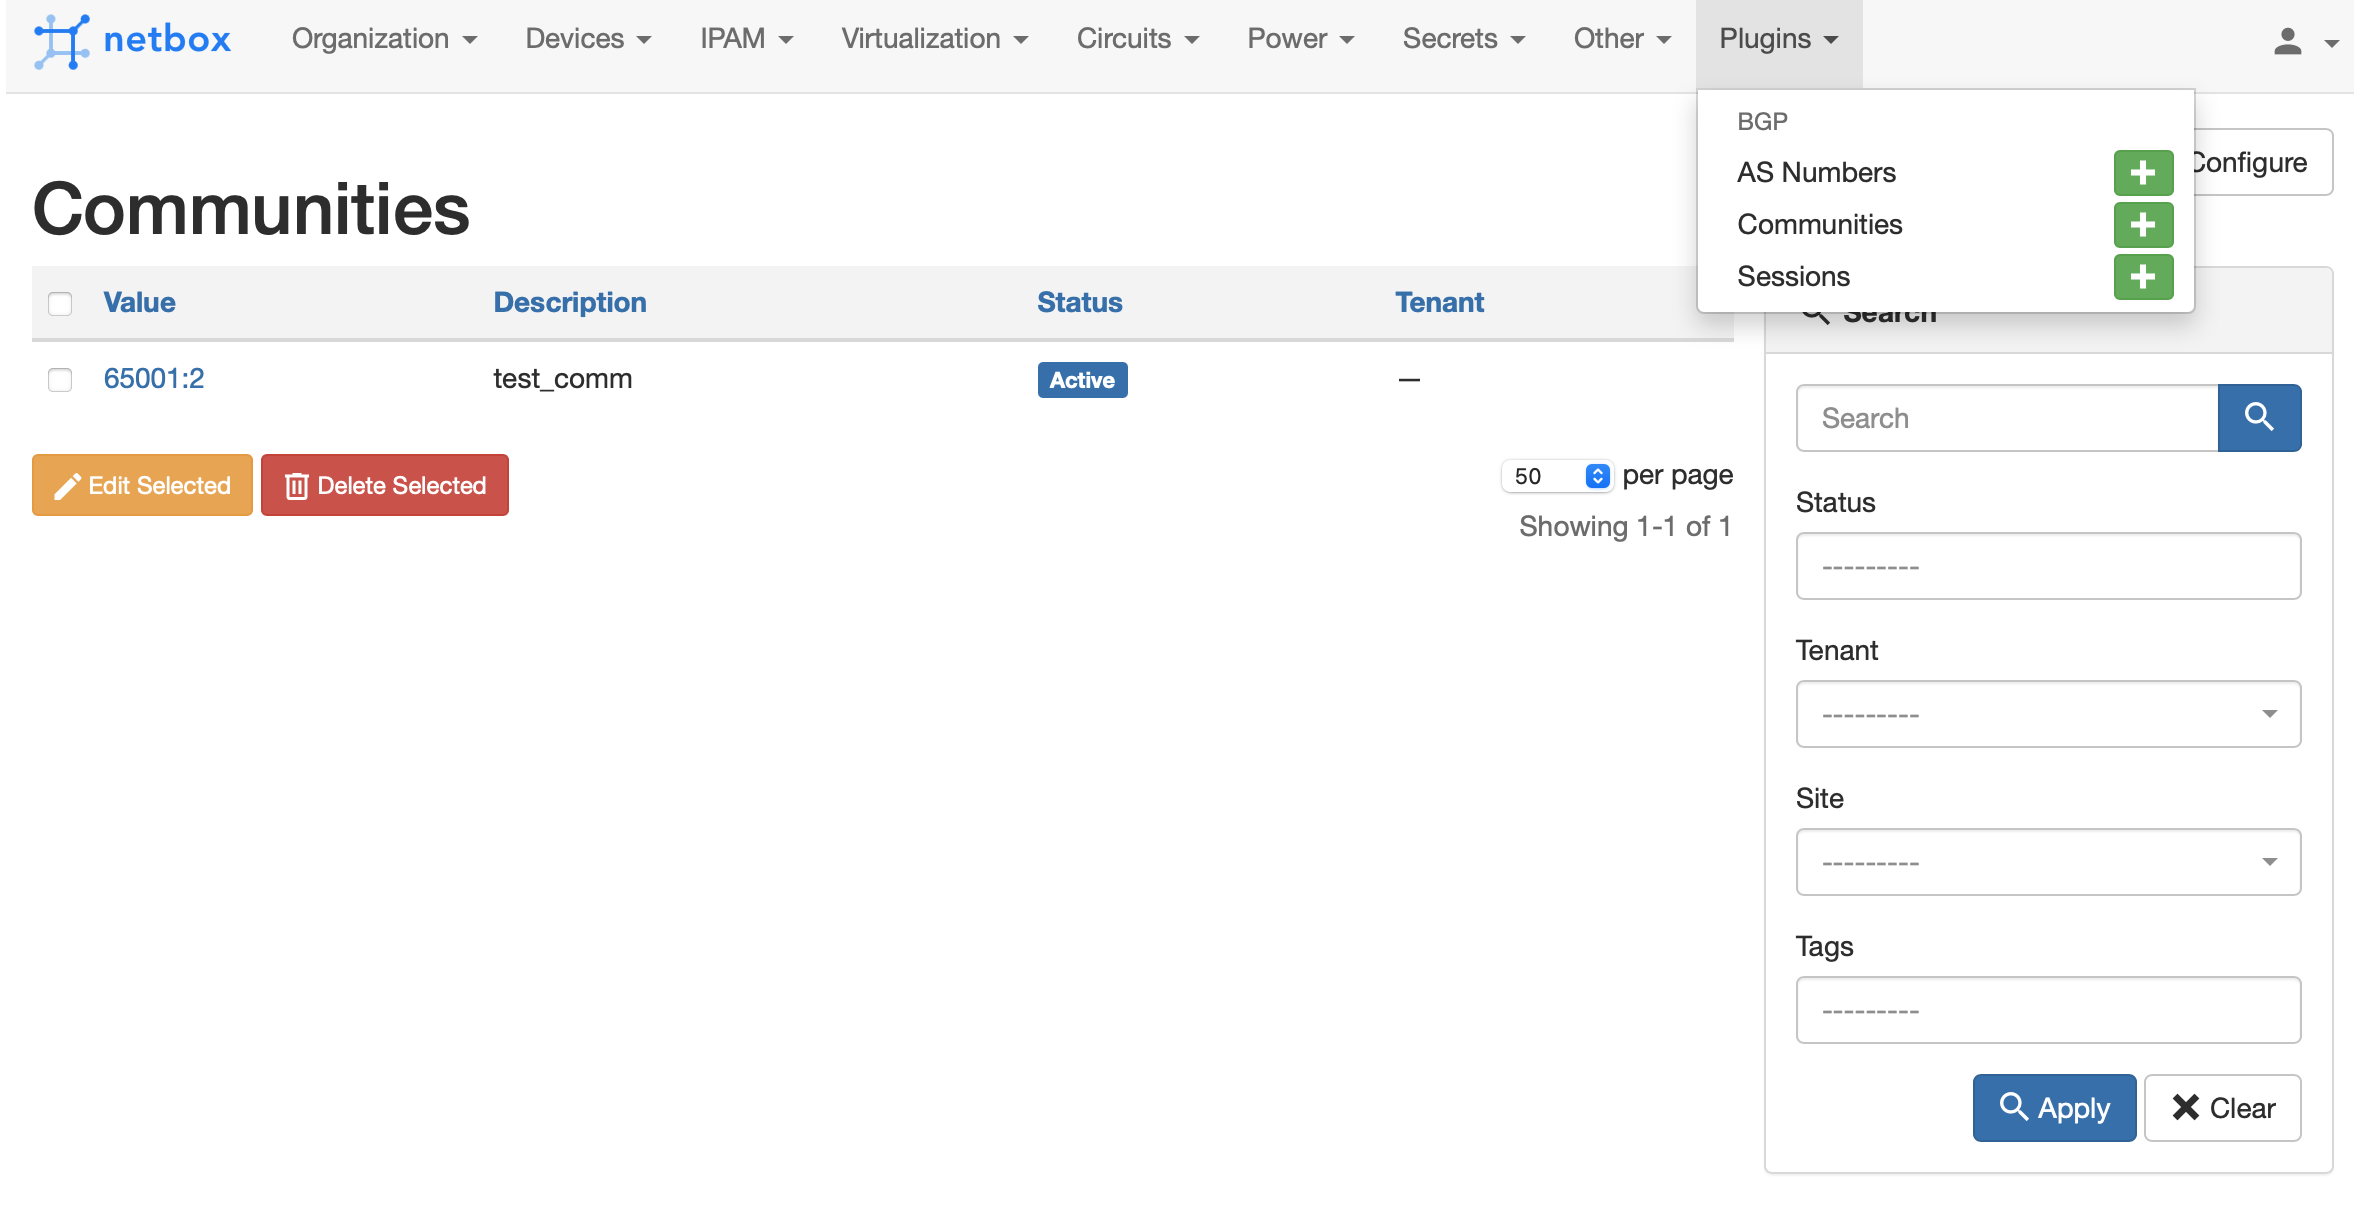 netbox Organization Devices IPAM Virtualization Circuits Power Secrets Other Plugins
BGP
AS Numbers
Communities
Sessions
Configure
Communities
Value Description Status Tenant
65001:2 test_comm Active —
Edit Selected Delete Selected
50 per page
Showing 1-1 of 1
Search
Search
Status
---------
Tenant
---------
Site
---------
Tags
---------
Apply Clear